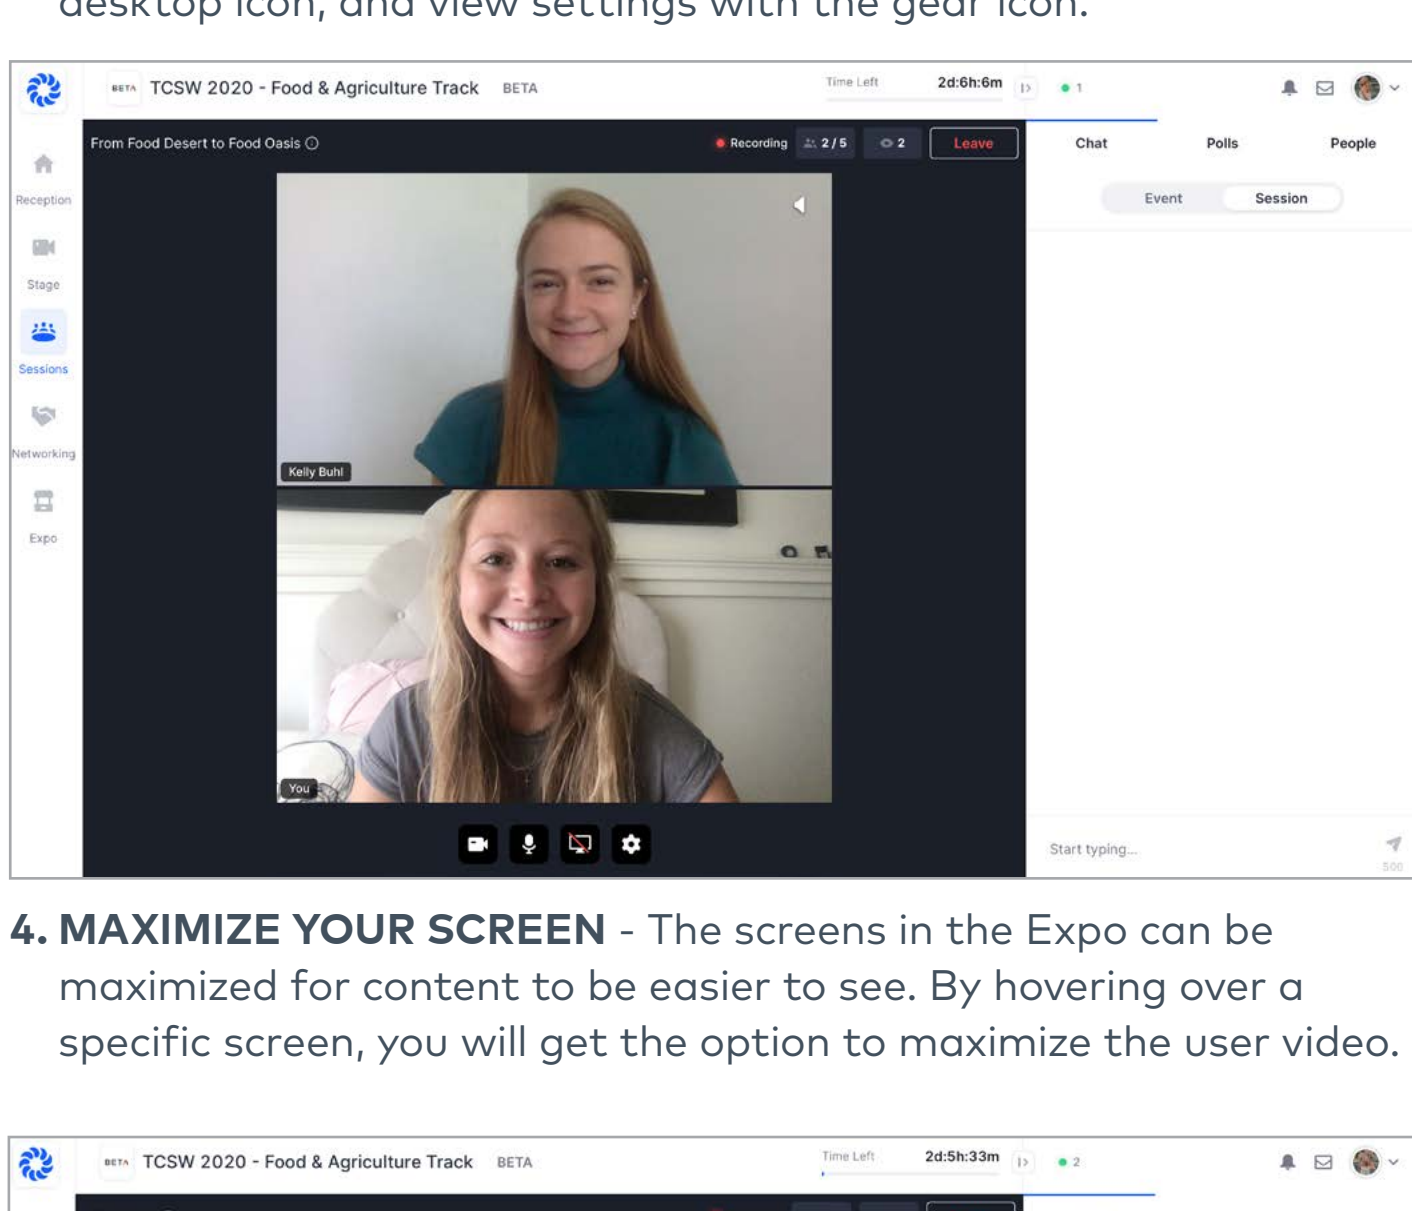 desktop icon, and view settings with the gear icon.
BETA TCSW 2020 - Food & Agriculture Track BETA
Time Left 2d:6h:6m
1
From Food Desert to Food Oasis
Recording 2 / 5 2 Leave
Chat Polls People
Event Session
Reception
Stage
Sessions
Networking
Expo
Kelly Buhl
You
Start typing...
500
4. MAXIMIZE YOUR SCREEN - The screens in the Expo can be
maximized for content to be easier to see. By hovering over a
specific screen, you will get the option to maximize the user video.
BETA TCSW 2020 - Food & Agriculture Track BETA
Time Left 2d:5h:33m
2